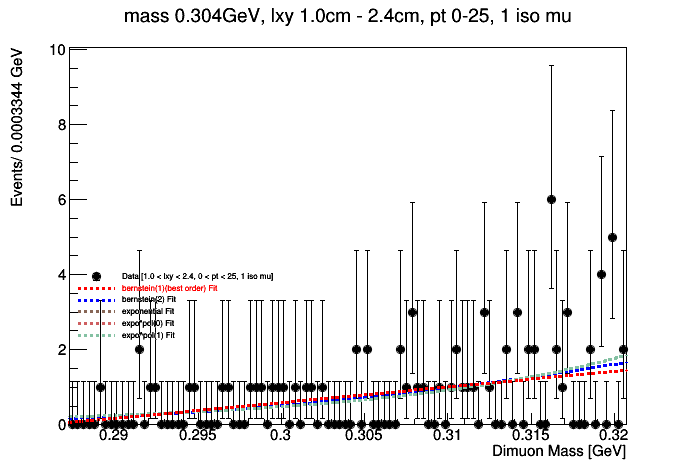 mass 0.304GeV, lxy 1.0cm - 2.4cm, pt 0-25, 1 iso mu
Events/ 0.0003344 GeV
10
8
6
4
2
0
Data [1.0 < lxy < 2.4, 0 < pt < 25, 1 iso mu]
bernstein(1)(best order) Fit
bernstein(2) Fit
exponential Fit
expo*pol(0) Fit
expo*pol(1) Fit
0.29 0.295 0.3 0.305 0.31 0.315 0.32
Dimuon Mass [GeV]